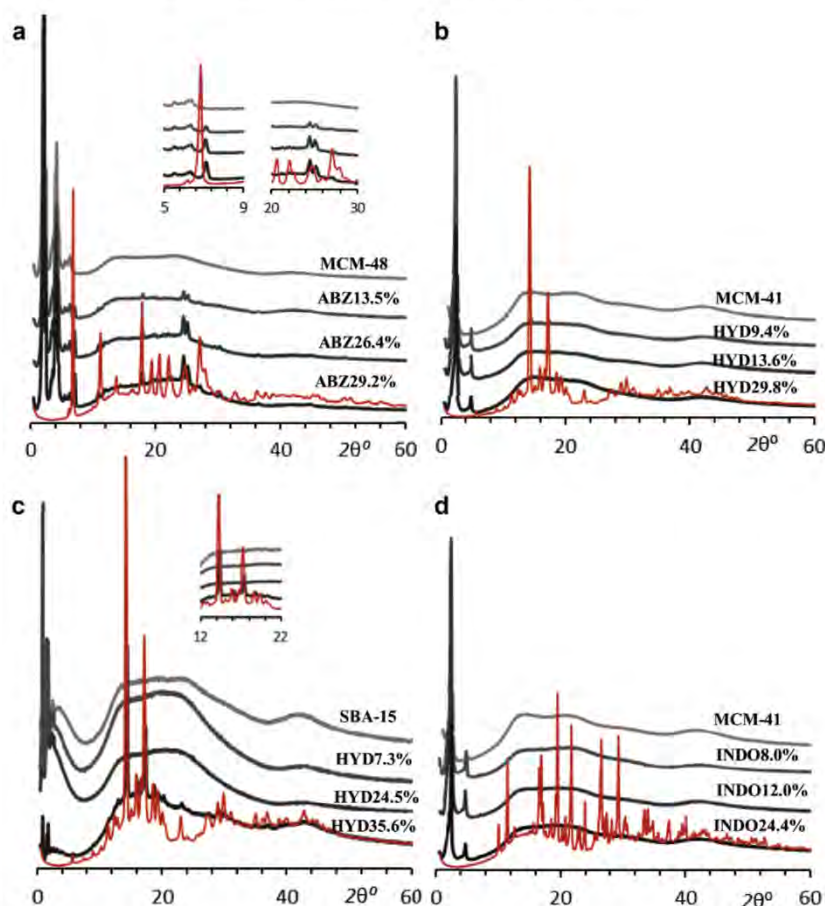 a
5 9 20 30
MCM-48
ABZ13.5%
ABZ26.4%
ABZ29.2%
0 20 40 2θº 60
b
MCM-41
HYD9.4%
HYD13.6%
HYD29.8%
0 20 40 2θº 60
c
12 22
SBA-15
HYD7.3%
HYD24.5%
HYD35.6%
0 20 40 2θº 60
d
MCM-41
INDO8.0%
INDO12.0%
INDO24.4%
0 20 40 2θº 60